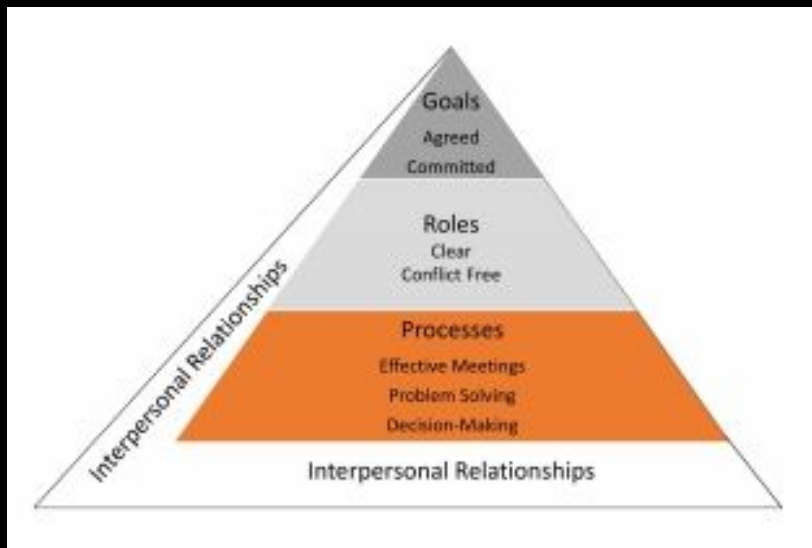 Goals
Agreed
Committed
Roles
Clear
Conflict Free
Processes
Effective Meetings
Problem Solving
Decision-Making
Interpersonal Relationships
Interpersonal Relationships